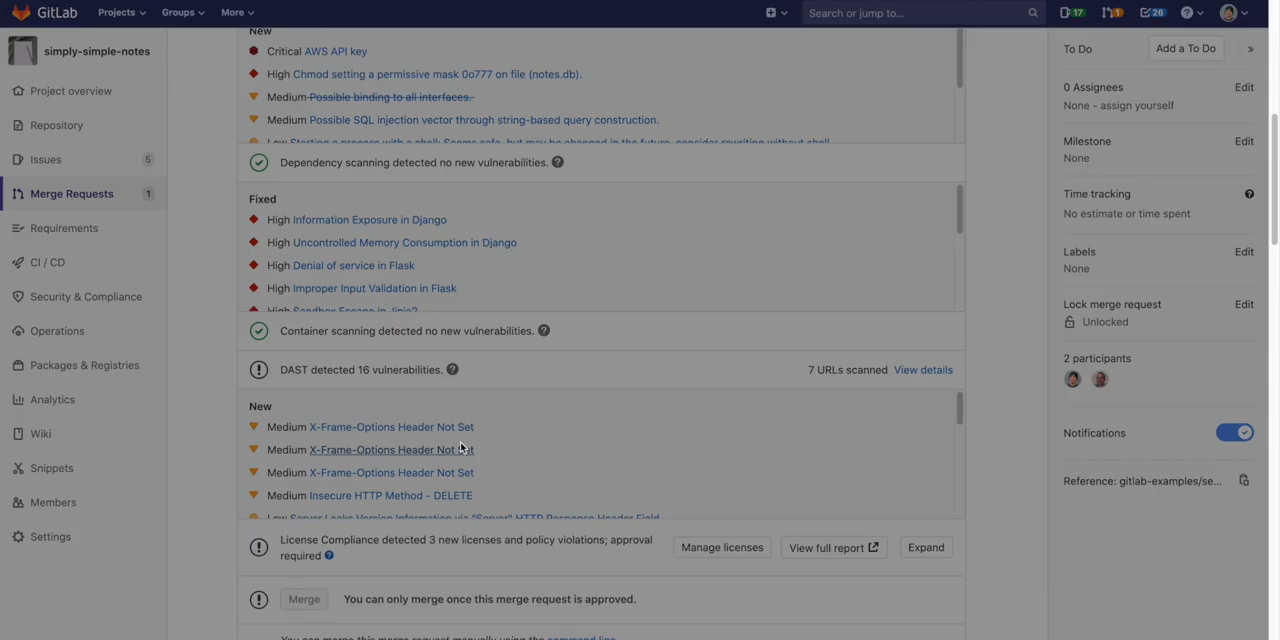 GitLab Projects Groups More Search or jump to... 17 1 26
simply-simple-notes
Project overview
Repository
Issues 5
Merge Requests 1
Requirements
CI / CD
Security & Compliance
Operations
Packages & Registries
Analytics
Wiki
Snippets
Members
Settings
New
Critical AWS API key
High Chmod setting a permissive mask 0o777 on file (notes.db).
Medium Possible binding to all interfaces.
Medium Possible SQL injection vector through string-based query construction.
Low Starting a process with a shell: Seems safe, but may be changed in the future, consider rewriting without shell
Dependency scanning detected no new vulnerabilities.
Fixed
High Information Exposure in Django
High Uncontrolled Memory Consumption in Django
High Denial of service in Flask
High Improper Input Validation in Flask
High Sandbox Escape in Jinja2
Container scanning detected no new vulnerabilities.
DAST detected 16 vulnerabilities. 7 URLs scanned View details
New
Medium X-Frame-Options Header Not Set
Medium X-Frame-Options Header Not Set
Medium X-Frame-Options Header Not Set
Medium Insecure HTTP Method - DELETE
Low Server Leaks Version Information via "Server" HTTP Response Header Field
License Compliance detected 3 new licenses and policy violations; approval
required
Manage licenses View full report Expand
Merge You can only merge once this merge request is approved.
You can merge this merge request manually using the command line
To Do Add a To Do
0 Assignees Edit
None - assign yourself
Milestone Edit
None
Time tracking
No estimate or time spent
Labels Edit
None
Lock merge request Edit
Unlocked
2 participants
Notifications
Reference: gitlab-examples/se...